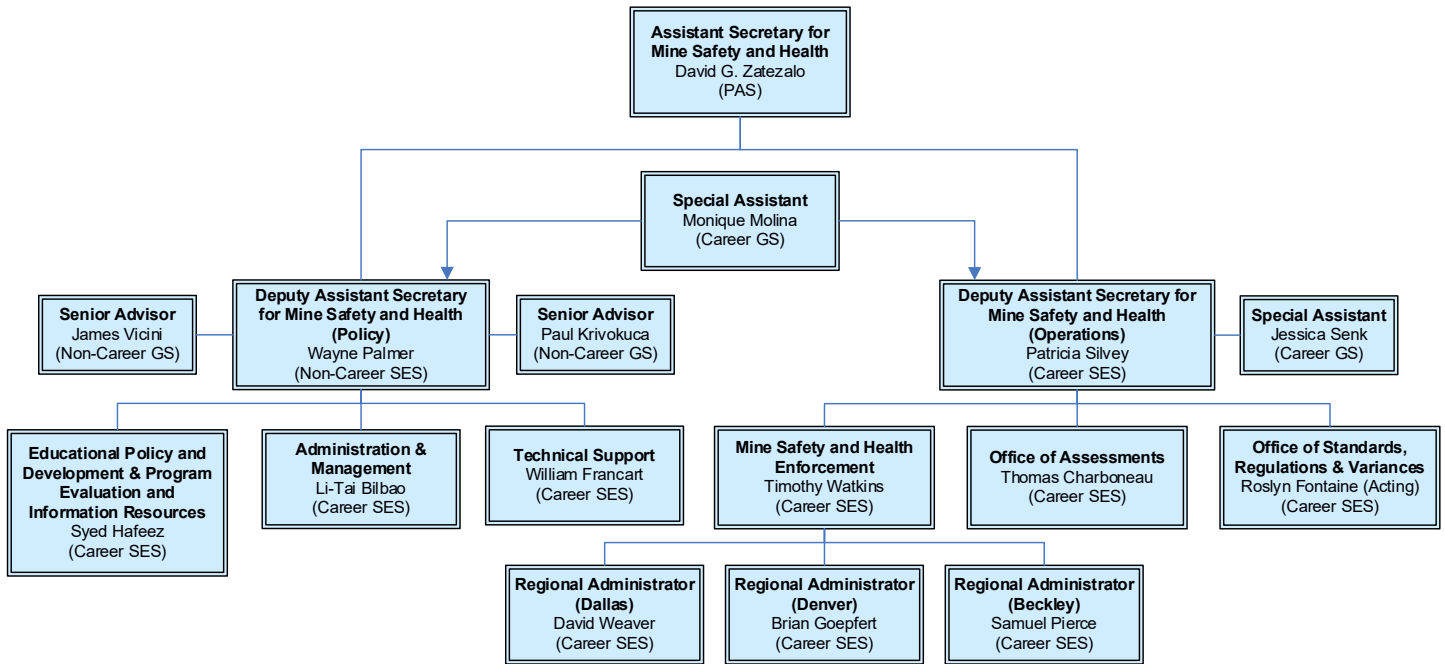 Assistant Secretary for
Mine Safety and Health
David G. Zatezalo
(PAS)
Special Assistant
Monique Molina
(Career GS)
Senior Advisor
James Vicini
(Non-Career GS)
Deputy Assistant Secretary
for Mine Safety and Health
(Policy)
Wayne Palmer
(Non-Career SES)
Senior Advisor
Paul Krivokuca
(Non-Career GS)
Deputy Assistant Secretary for
Mine Safety and Health
(Operations)
Patricia Silvey
(Career SES)
Special Assistant
Jessica Senk
(Career GS)
Educational Policy and
Development & Program
Evaluation and
Information Resources
Syed Hafeez
(Career SES)
Administration &
Management
Li-Tai Bilbao
(Career SES)
Technical Support
William Francart
(Career SES)
Mine Safety and Health
Enforcement
Timothy Watkins
(Career SES)
Office of Assessments
Thomas Charboneau
(Career SES)
Office of Standards,
Regulations & Variances
Roslyn Fontaine (Acting)
(Career SES)
Regional Administrator
(Dallas)
David Weaver
(Career SES)
Regional Administrator
(Denver)
Brian Goepfert
(Career SES)
Regional Administrator
(Beckley)
Samuel Pierce
(Career SES)